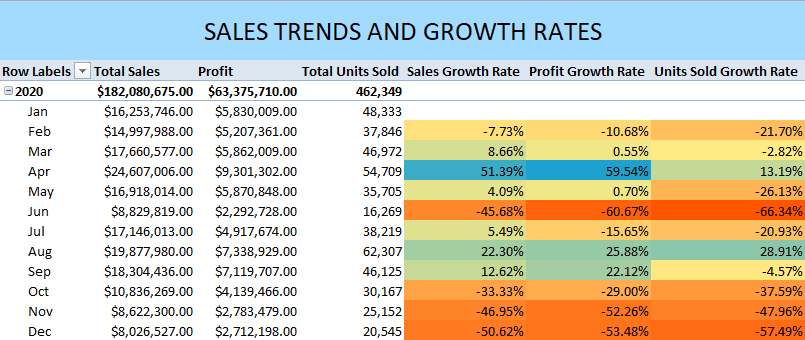 SALES TRENDS AND GROWTH RATES
Row Labels Total Sales Profit Total Units Sold Sales Growth Rate Profit Growth Rate Units Sold Growth Rate
2020 $182,080,675.00 $63,375,710.00 462,349
Jan $16,253,746.00 $5,830,009.00 48,333
Feb $14,997,988.00 $5,207,361.00 37,846 -7.73% -10.68% -21.70%
Mar $17,660,577.00 $5,862,009.00 46,972 8.66% 0.55% -2.82%
Apr $24,607,006.00 $9,301,302.00 54,709 51.39% 59.54% 13.19%
May $16,918,014.00 $5,870,848.00 35,705 4.09% 0.70% -26.13%
Jun $8,829,819.00 $2,292,728.00 16,269 -45.68% -60.67% -66.34%
Jul $17,146,013.00 $4,917,674.00 38,219 5.49% -15.65% -20.93%
Aug $19,877,980.00 $7,338,929.00 62,307 22.30% 25.88% 28.91%
Sep $18,304,436.00 $7,119,707.00 46,125 12.62% 22.12% -4.57%
Oct $10,836,269.00 $4,139,466.00 30,167 -33.33% -29.00% -37.59%
Nov $8,622,300.00 $2,783,479.00 25,152 -46.95% -52.26% -47.96%
Dec $8,026,527.00 $2,712,198.00 20,545 -50.62% -53.48% -57.49%